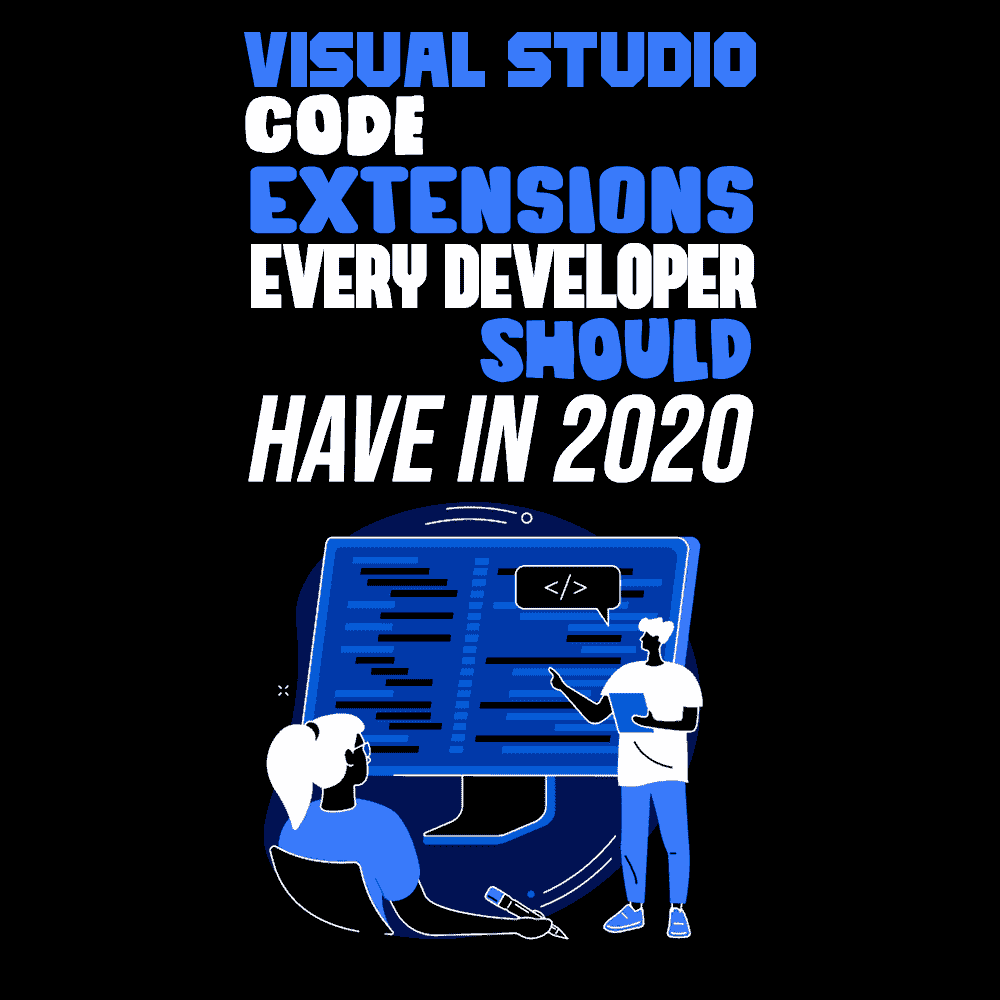 VISUAL STUDIO
CODE
EXTENSIONS
EVERY DEVELOPER
SHOULD
HAVE IN 2020
</>